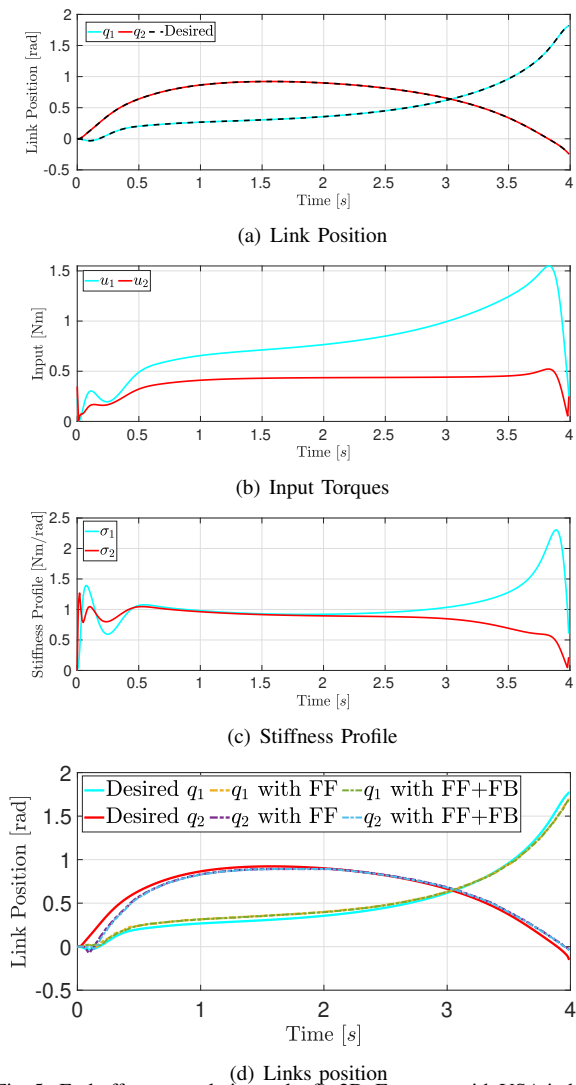 2
1.5
1
0.5
0
-0.5
Link Position [rad]
q1 q2 Desired
0 0.5 1 1.5 2 2.5 3 3.5 4
Time [s]
(a) Link Position
1.5
1
0.5
0
Input [Nm]
u1 u2
0 0.5 1 1.5 2 2.5 3 3.5 4
Time [s]
(b) Input Torques
2.5
2
1.5
1
0.5
0
Stiffness Profile [Nm/rad]
σ1
σ2
0 0.5 1 1.5 2 2.5 3 3.5 4
Time [s]
(c) Stiffness Profile
2
1.5
1
0.5
0
-0.5
Link Position [rad]
Desired q1 q1 with FF q1 with FF+FB
Desired q2 q2 with FF q2 with FF+FB
0 1 2 3 4
Time [s]
(d) Links position